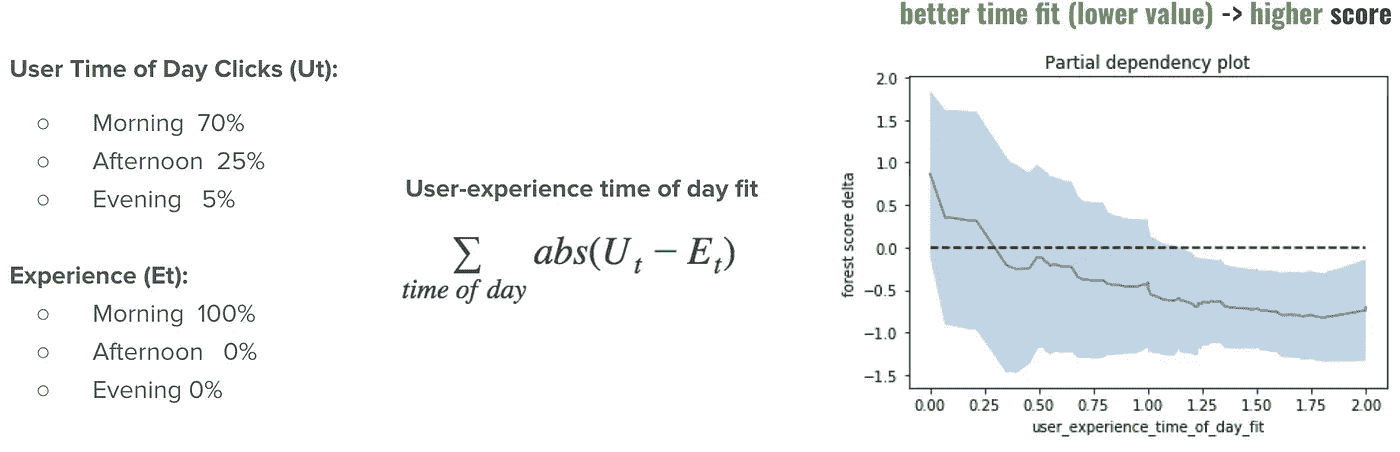 better time fit (lower value) -> higher score
User Time of Day Clicks (Ut):
○ Morning 70%
○ Afternoon 25%
○ Evening 5%
Experience (Et):
○ Morning 100%
○ Afternoon 0%
○ Evening 0%
User-experience time of day fit
∑ abs(U_t − E_t)
time of day
Partial dependency plot
forest score delta
2.0
1.5
1.0
0.5
0.0
−0.5
−1.0
−1.5
0.00 0.25 0.50 0.75 1.00 1.25 1.50 1.75 2.00
user_experience_time_of_day_fit